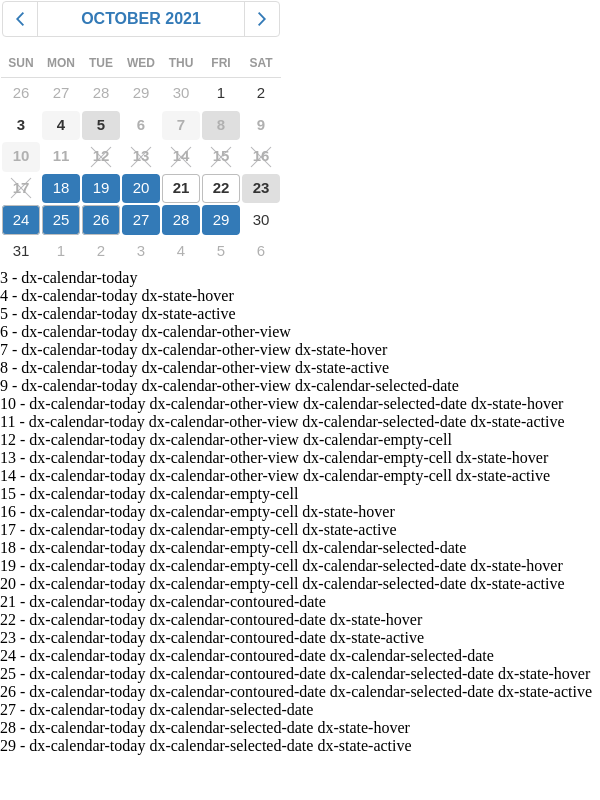 OCTOBER 2021
SUN MON TUE WED THU FRI SAT
26 27 28 29 30 1 2
3 4 5 6 7 8 9
10 11 12 13 14 15 16
17 18 19 20 21 22 23
24 25 26 27 28 29 30
31 1 2 3 4 5 6
3 - dx-calendar-today
4 - dx-calendar-today dx-state-hover
5 - dx-calendar-today dx-state-active
6 - dx-calendar-today dx-calendar-other-view
7 - dx-calendar-today dx-calendar-other-view dx-state-hover
8 - dx-calendar-today dx-calendar-other-view dx-state-active
9 - dx-calendar-today dx-calendar-other-view dx-calendar-selected-date
10 - dx-calendar-today dx-calendar-other-view dx-calendar-selected-date dx-state-hover
11 - dx-calendar-today dx-calendar-other-view dx-calendar-selected-date dx-state-active
12 - dx-calendar-today dx-calendar-other-view dx-calendar-empty-cell
13 - dx-calendar-today dx-calendar-other-view dx-calendar-empty-cell dx-state-hover
14 - dx-calendar-today dx-calendar-other-view dx-calendar-empty-cell dx-state-active
15 - dx-calendar-today dx-calendar-empty-cell
16 - dx-calendar-today dx-calendar-empty-cell dx-state-hover
17 - dx-calendar-today dx-calendar-empty-cell dx-state-active
18 - dx-calendar-today dx-calendar-empty-cell dx-calendar-selected-date
19 - dx-calendar-today dx-calendar-empty-cell dx-calendar-selected-date dx-state-hover
20 - dx-calendar-today dx-calendar-empty-cell dx-calendar-selected-date dx-state-active
21 - dx-calendar-today dx-calendar-contoured-date
22 - dx-calendar-today dx-calendar-contoured-date dx-state-hover
23 - dx-calendar-today dx-calendar-contoured-date dx-state-active
24 - dx-calendar-today dx-calendar-contoured-date dx-calendar-selected-date
25 - dx-calendar-today dx-calendar-contoured-date dx-calendar-selected-date dx-state-hover
26 - dx-calendar-today dx-calendar-contoured-date dx-calendar-selected-date dx-state-active
27 - dx-calendar-today dx-calendar-selected-date
28 - dx-calendar-today dx-calendar-selected-date dx-state-hover
29 - dx-calendar-today dx-calendar-selected-date dx-state-active